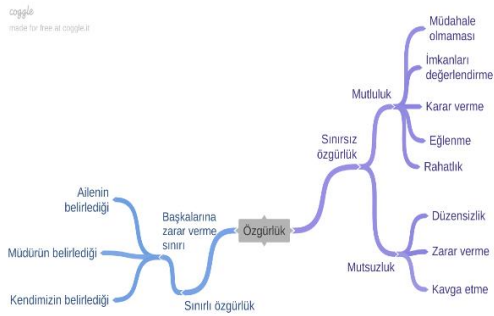 coggle
made for free at coggle.it
Müdahale
olmaması
İmkanları
değerlendirme
Mutluluk
Karar verme
Eğlenme
Rahatlık
Sınırsız
özgürlük
Düzensizlik
Zarar verme
Mutsuzluk
Kavga etme
Özgürlük
Başkalarına
zarar verme
sınırı
Sınırlı özgürlük
Ailenin
belirlediği
Müdürün belirlediği
Kendimizin belirlediği